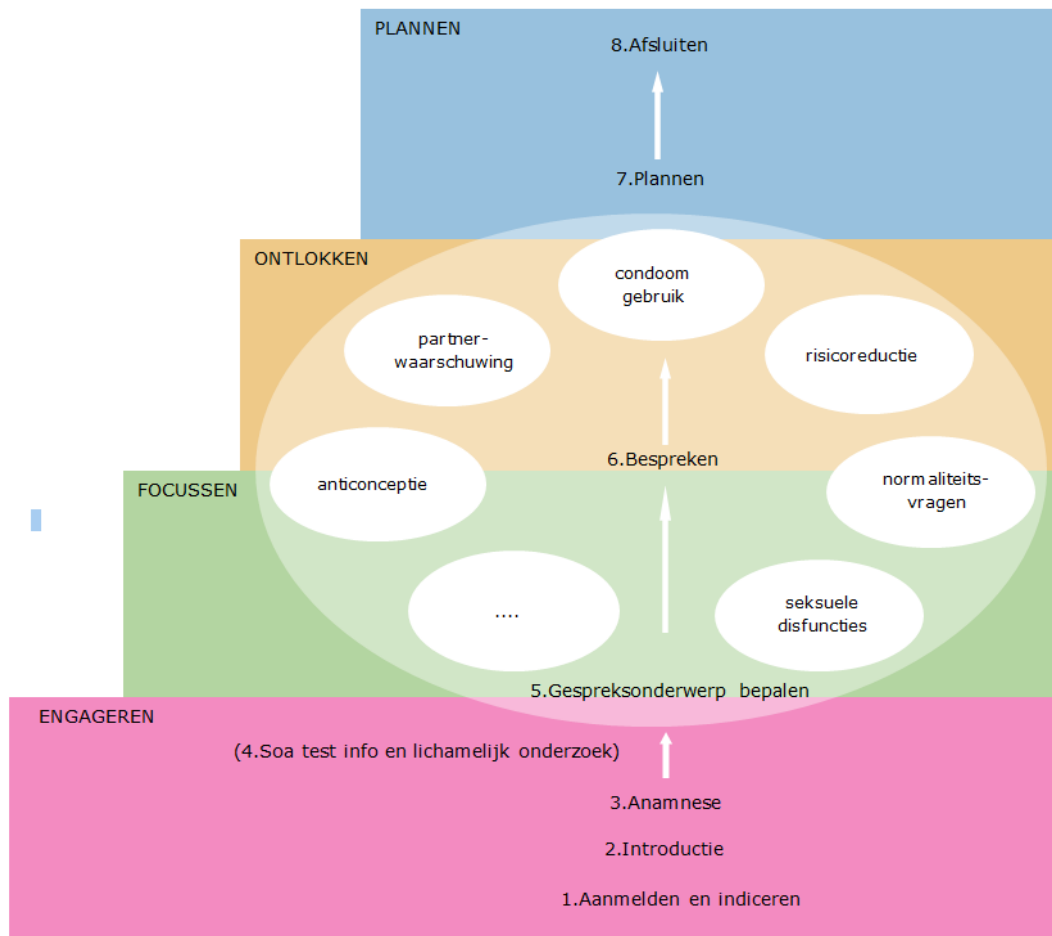 PLANNEN
8.Afsluiten
7.Plannen
ONTLOKKEN
condoom
gebruik
partner-
waarschuwing
risicoreductie
6.Bespreken
FOCUSSEN
anticonceptie
normaliteits-
vragen
....
seksuele
disfuncties
5.Gespreksonderwerp bepalen
ENGAGEREN
(4.Soa test info en lichamelijk onderzoek)
3.Anamnese
2.Introductie
1.Aanmelden en indiceren